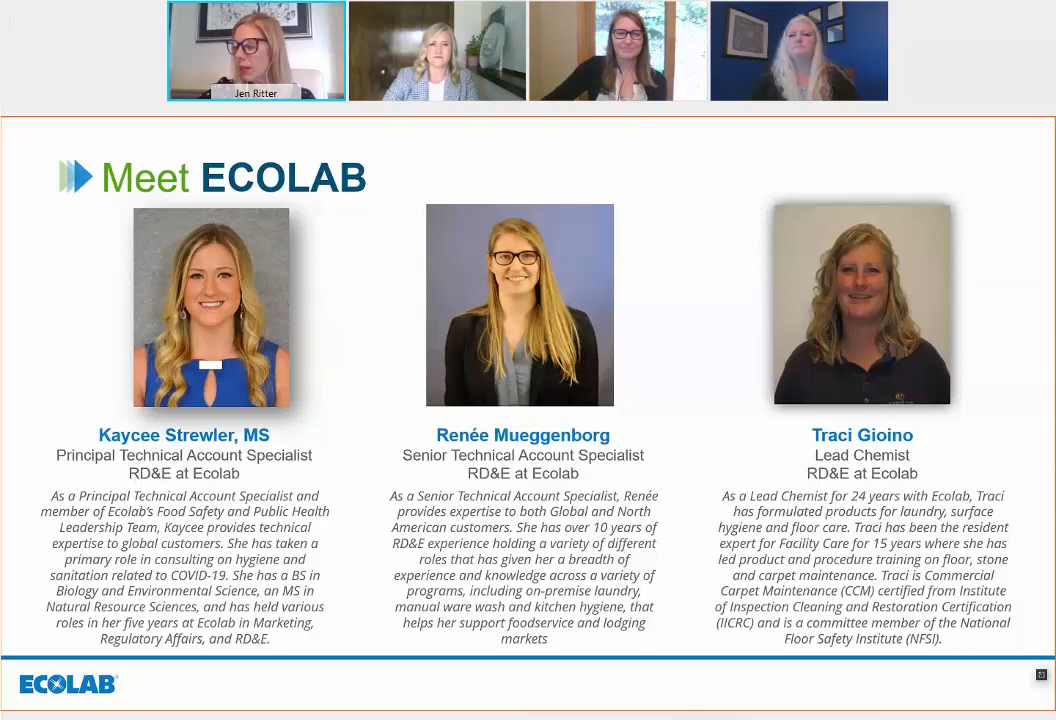 Jen Ritter
Meet ECOLAB
Kaycee Strewler, MS
Principal Technical Account Specialist
RD&E at Ecolab
As a Principal Technical Account Specialist and
member of Ecolab's Food Safety and Public Health
Leadership Team, Kaycee provides technical
expertise to global customers. She has taken a
primary role in consulting on hygiene and
sanitation related to COVID-19. She has a BS in
Biology and Environmental Science, an MS in
Natural Resource Sciences, and has held various
roles in her five years at Ecolab in Marketing,
Regulatory Affairs, and RD&E.
Renée Mueggenborg
Senior Technical Account Specialist
RD&E at Ecolab
As a Senior Technical Account Specialist, Renée
provides expertise to both Global and North
American customers. She has over 10 years of
RD&E experience holding a variety of different
roles that has given her a breadth of
experience and knowledge across a variety of
programs, including on-premise laundry,
manual ware wash and kitchen hygiene, that
helps her support foodservice and lodging
markets
Traci Gioino
Lead Chemist
RD&E at Ecolab
As a Lead Chemist for 24 years with Ecolab, Traci
has formulated products for laundry, surface
hygiene and floor care. Traci has been the resident
expert for Facility Care for 15 years where she has
led product and procedure training on floor, stone
and carpet maintenance. Traci is Commercial
Carpet Maintenance (CCM) certified from Institute
of Inspection Cleaning and Restoration Certification
(IICRC) and is a committee member of the National
Floor Safety Institute (NFSI).
ECOLAB®